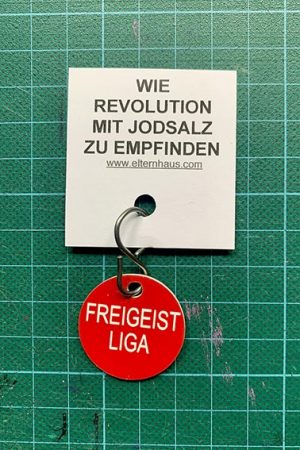 WIE
REVOLUTION
MIT JODSALZ
ZU EMPFINDEN
www.elternhaus.com
FREIGEIST
LIGA